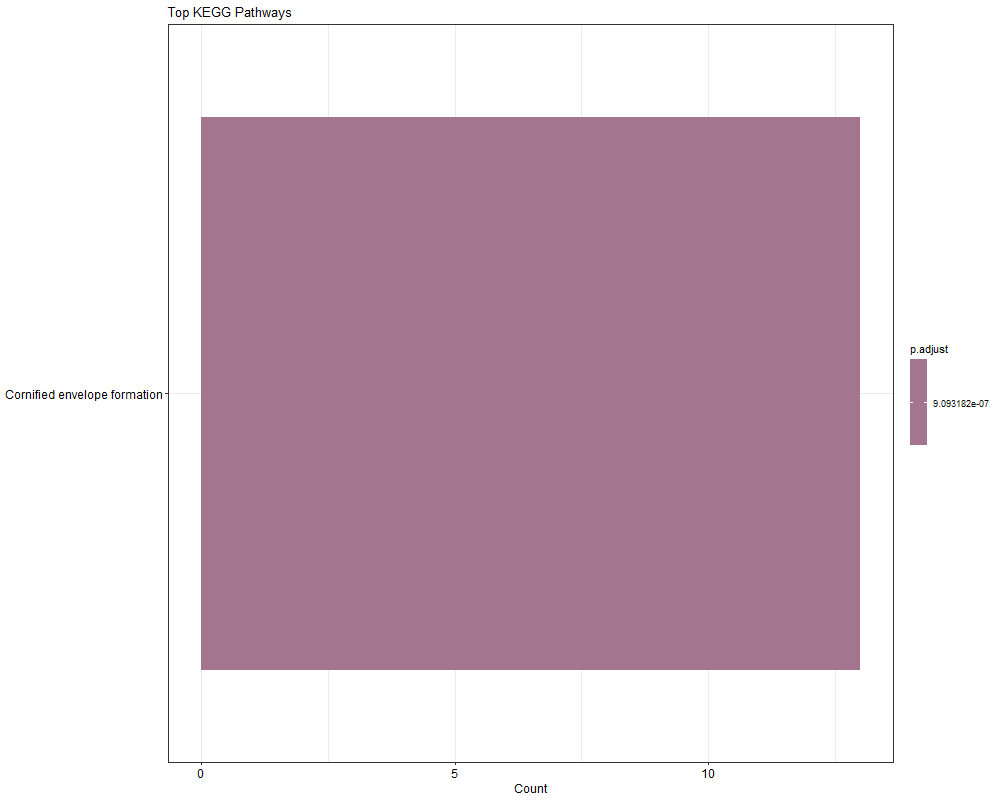 Top KEGG Pathways
Cornified envelope formation
p.adjust
9.093182e-07
0 5 10
Count